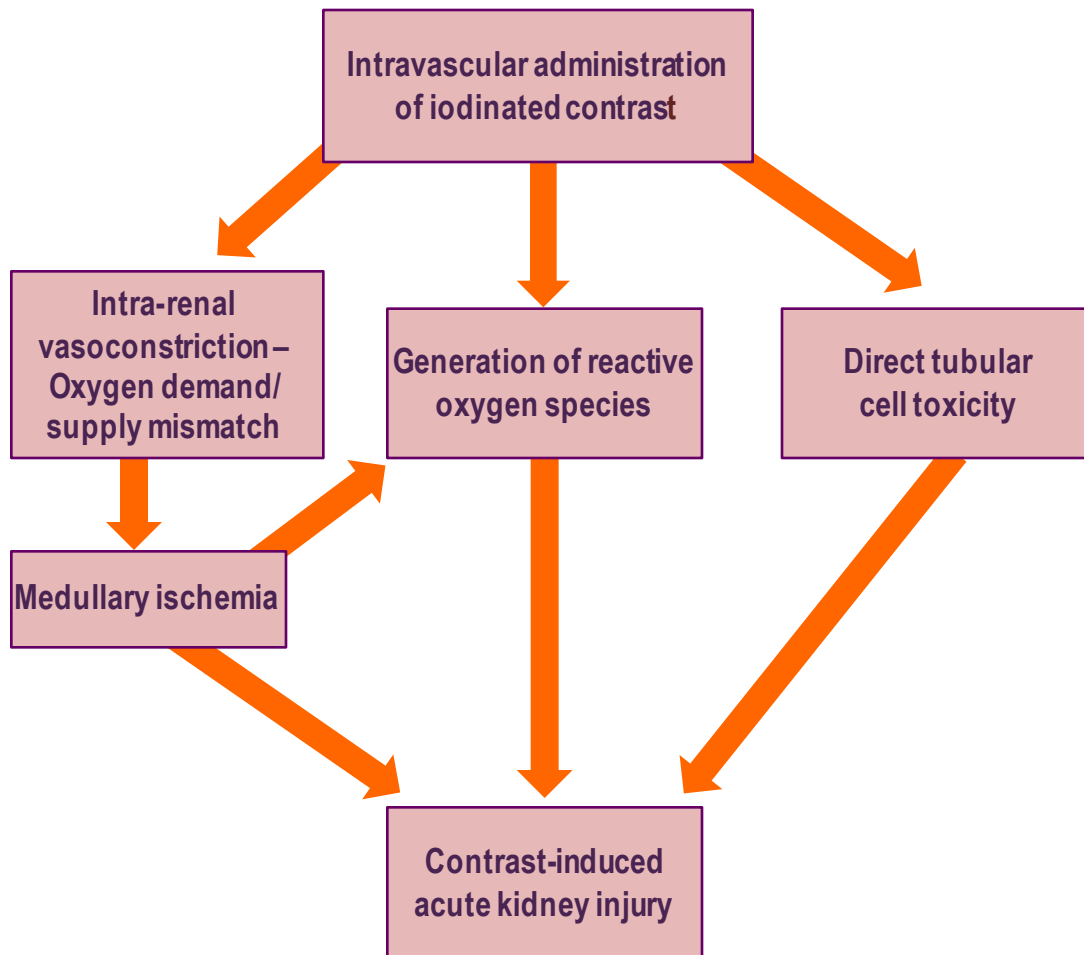 Intravascular administration
of iodinated contrast
Intra-renal
vasoconstriction –
Oxygen demand/
supply mismatch
Generation of reactive
oxygen species
Direct tubular
cell toxicity
Medullary ischemia
Contrast-induced
acute kidney injury